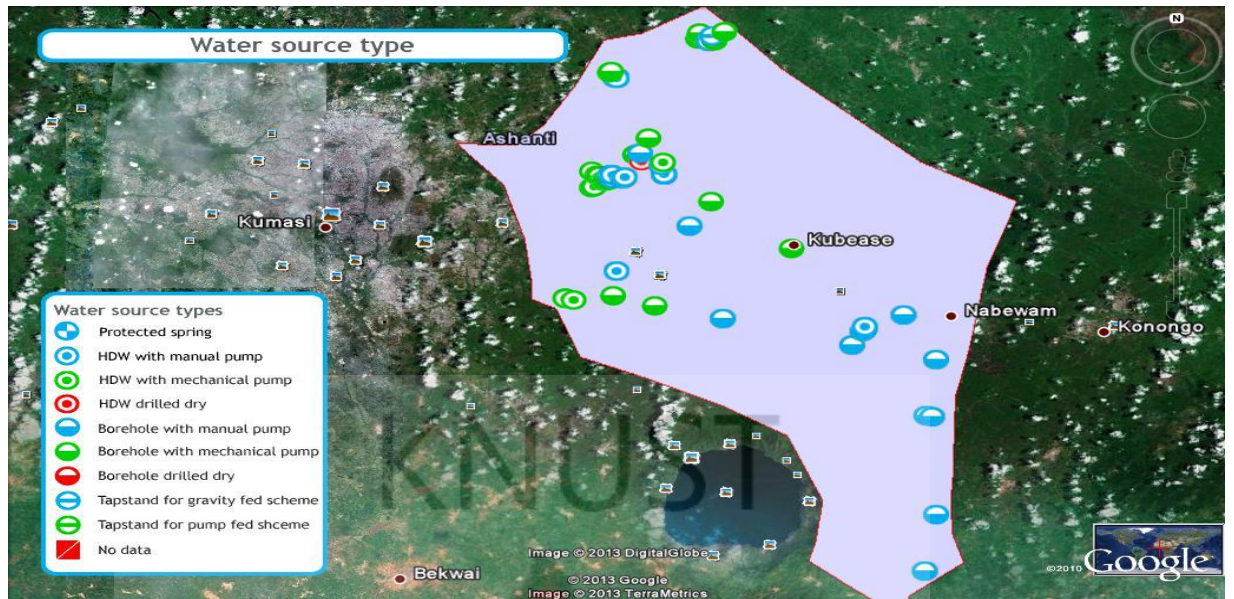 N
Water source type
Ashanti
Kumasi
Kubease
Water source types
Protected spring
HDW with manual pump
HDW with mechanical pump
HDW drilled dry
Borehole with manual pump
Borehole with mechanical pump
Borehole drilled dry
Tapstand for gravity fed scheme
Tapstand for pump fed shceme
No data
Nabewam
Konongo
KNUST
Bekwai
Image © 2013 DigitalGlobe
© 2013 Google
Image © 2013 TerraMetrics
©2010 Google